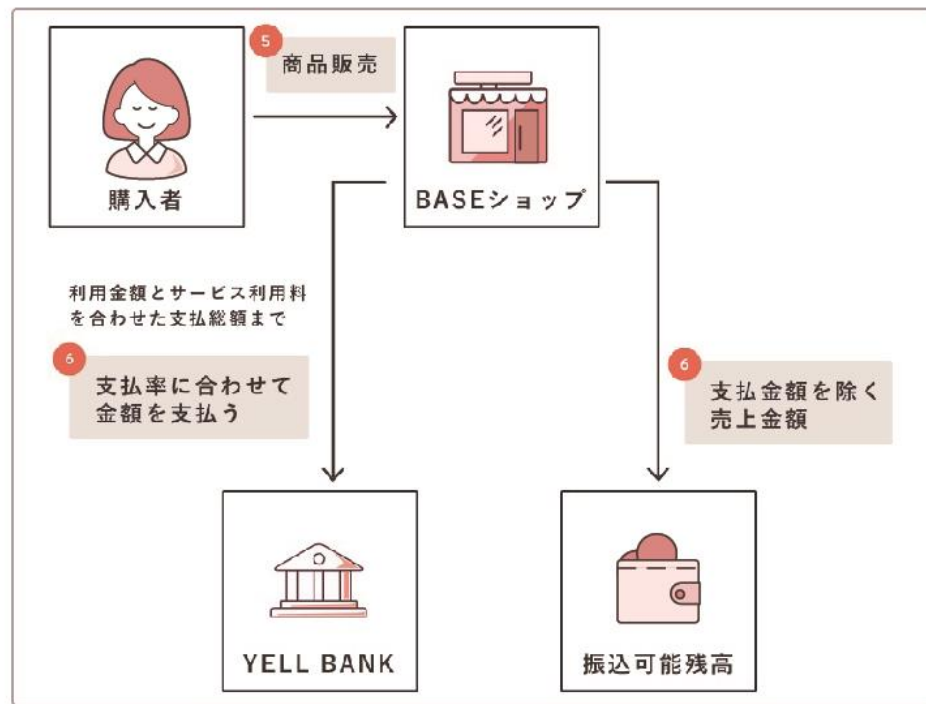 5
商品販売
購入者
BASEショップ
利用金額とサービス利用料
を合わせた支払総額まで
6
支払率に合わせて
金額を支払う
6
支払金額を除く
売上金額
YELL BANK
振込可能残高